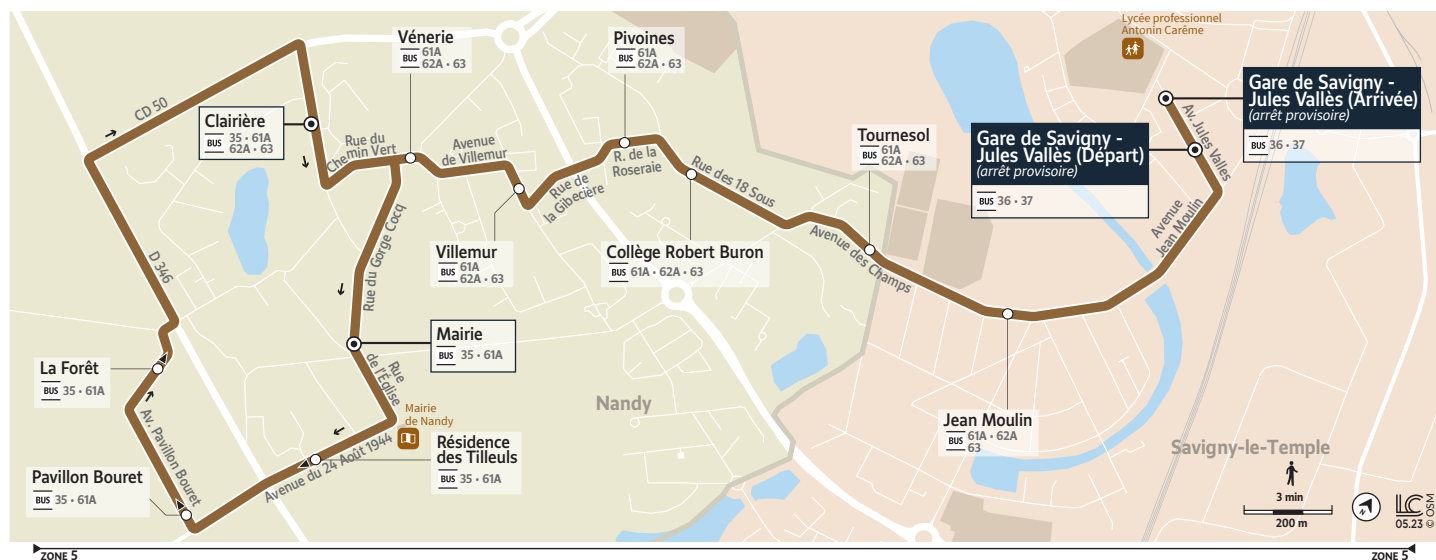 Lycée professionnel
Antonin Carême
Vénerie
BUS 61A
62A • 63
Pivoines
BUS 61A
62A • 63
Gare de Savigny -
Jules Vallès (Arrivée)
(arrêt provisoire)
BUS 36 • 37
Gare de Savigny -
Jules Vallès (Départ)
(arrêt provisoire)
BUS 36 • 37
Av. Jules Vallès
Avenue
Jean Moulin
CD 50
Clairière
BUS 35 • 61A
62A • 63
Rue du
Chemin Vert
Avenue
de Villemur
R. de la
Roseraie
Rue de
la Gibecière
Rue des 18 Sous
Tournesol
BUS 61A
62A • 63
Avenue des Champs
Villemur
BUS 61A
62A • 63
Collège Robert Buron
BUS 61A • 62A • 63
D 346
Rue du Gorge Cocq
Mairie
BUS 35 • 61A
Rue
de l'Église
La Forêt
BUS 35 • 61A
Mairie
de Nandy
Nandy
Jean Moulin
BUS 61A • 62A
63
Savigny-le-Temple
Av. Pavillon Bouret
Résidence
des Tilleuls
BUS 35 • 61A
Avenue du 24 Août 1944
Pavillon Bouret
BUS 35 • 61A
3 min
200 m
N
LC
05.23 © OSM
ZONE 5
ZONE 5